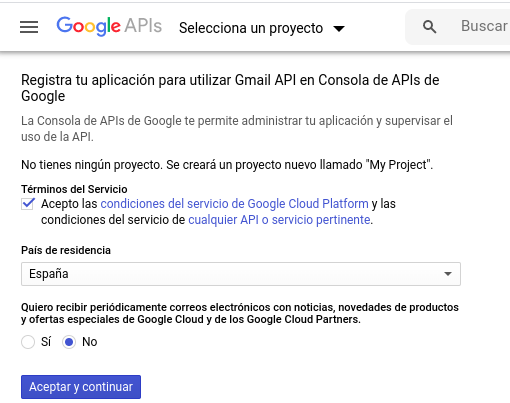 Google APIs
Selecciona un proyecto
Buscar
Registra tu aplicación para utilizar Gmail API en Consola de APIs de
Google
La Consola de APIs de Google te permite administrar tu aplicación y supervisar el
uso de la API.
No tienes ningún proyecto. Se creará un proyecto nuevo llamado "My Project".
Términos del Servicio
Acepto las condiciones del servicio de Google Cloud Platform y las
condiciones del servicio de cualquier API o servicio pertinente.
País de residencia
España
Quiero recibir periódicamente correos electrónicos con noticias, novedades de productos
y ofertas especiales de Google Cloud y de los Google Cloud Partners.
Sí No
Aceptar y continuar